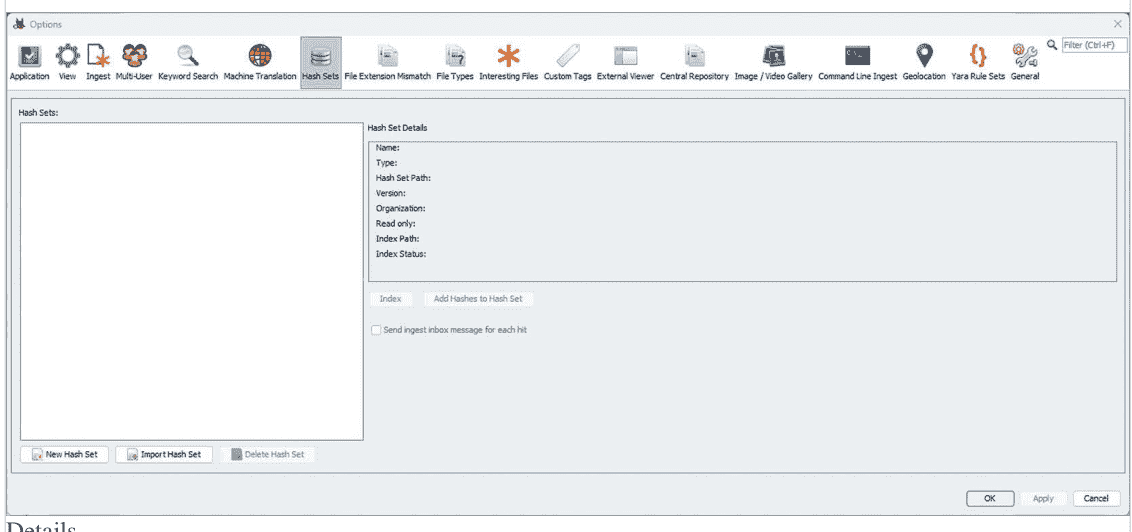 Options
Filter (Ctrl+F)
Application View Ingest Multi-User Keyword Search Machine Translation Hash Sets File Extension Mismatch File Types Interesting Files Custom Tags External Viewer Central Repository Image / Video Gallery Command Line Ingest Geolocation Yara Rule Sets General
Hash Sets:
Hash Set Details
Name:
Type:
Hash Set Path:
Version:
Organization:
Read only:
Index Path:
Index Status:
Index Add Hashes to Hash Set
Send ingest inbox message for each hit
New Hash Set Import Hash Set Delete Hash Set
OK Apply Cancel
Details